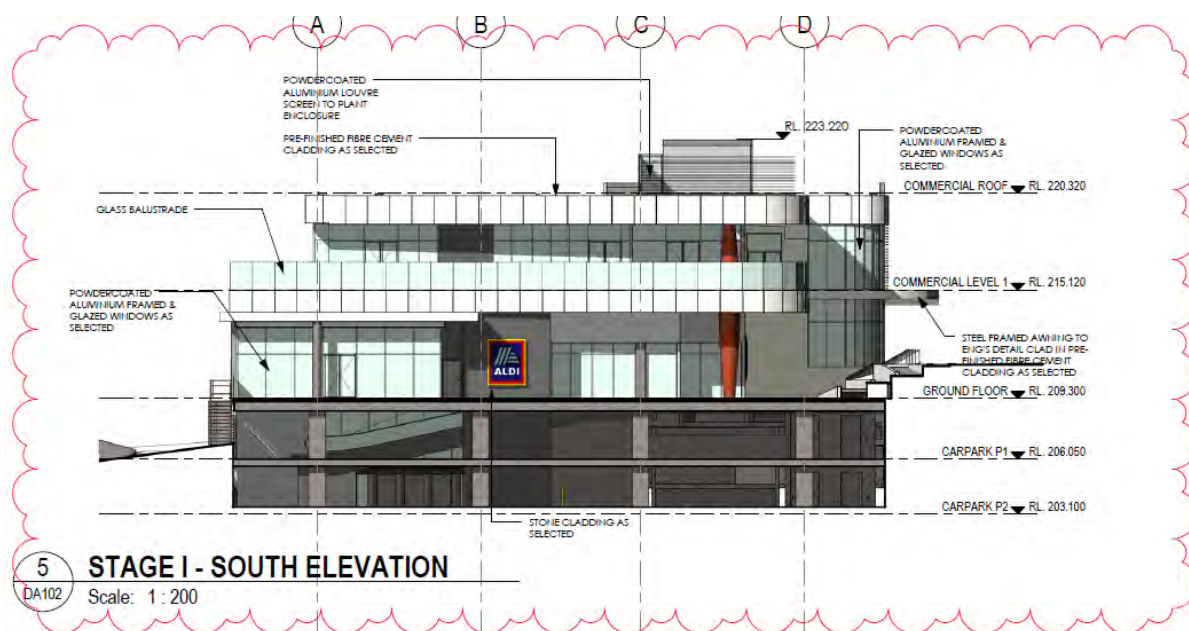 A
B
C
D
POWDERCOATED
ALUMINIUM LOUVRE
SCREEN TO PLANT
ENCLOSURE
PRE-FINISHED FIBRE CEMENT
CLADDING AS SELECTED
RL. 223.220
POWDERCOATED
ALUMINIUM FRAMED &
GLAZED WINDOWS AS
SELECTED
COMMERCIAL ROOF RL. 220.320
GLASS BALUSTRADE
COMMERCIAL LEVEL 1 RL. 215.120
POWDERCOATED
ALUMINIUM FRAMED &
GLAZED WINDOWS AS
SELECTED
STEEL FRAMED AWNING TO
ENG'S DETAIL CLAD IN PRE-
FINISHED FIBRE CEMENT
CLADDING AS SELECTED
ALDI
GROUND FLOOR RL. 209.300
CARPARK P1 RL. 206.050
CARPARK P2 RL. 203.100
STONE CLADDING AS
SELECTED
5
DA102
STAGE I - SOUTH ELEVATION
Scale: 1 : 200